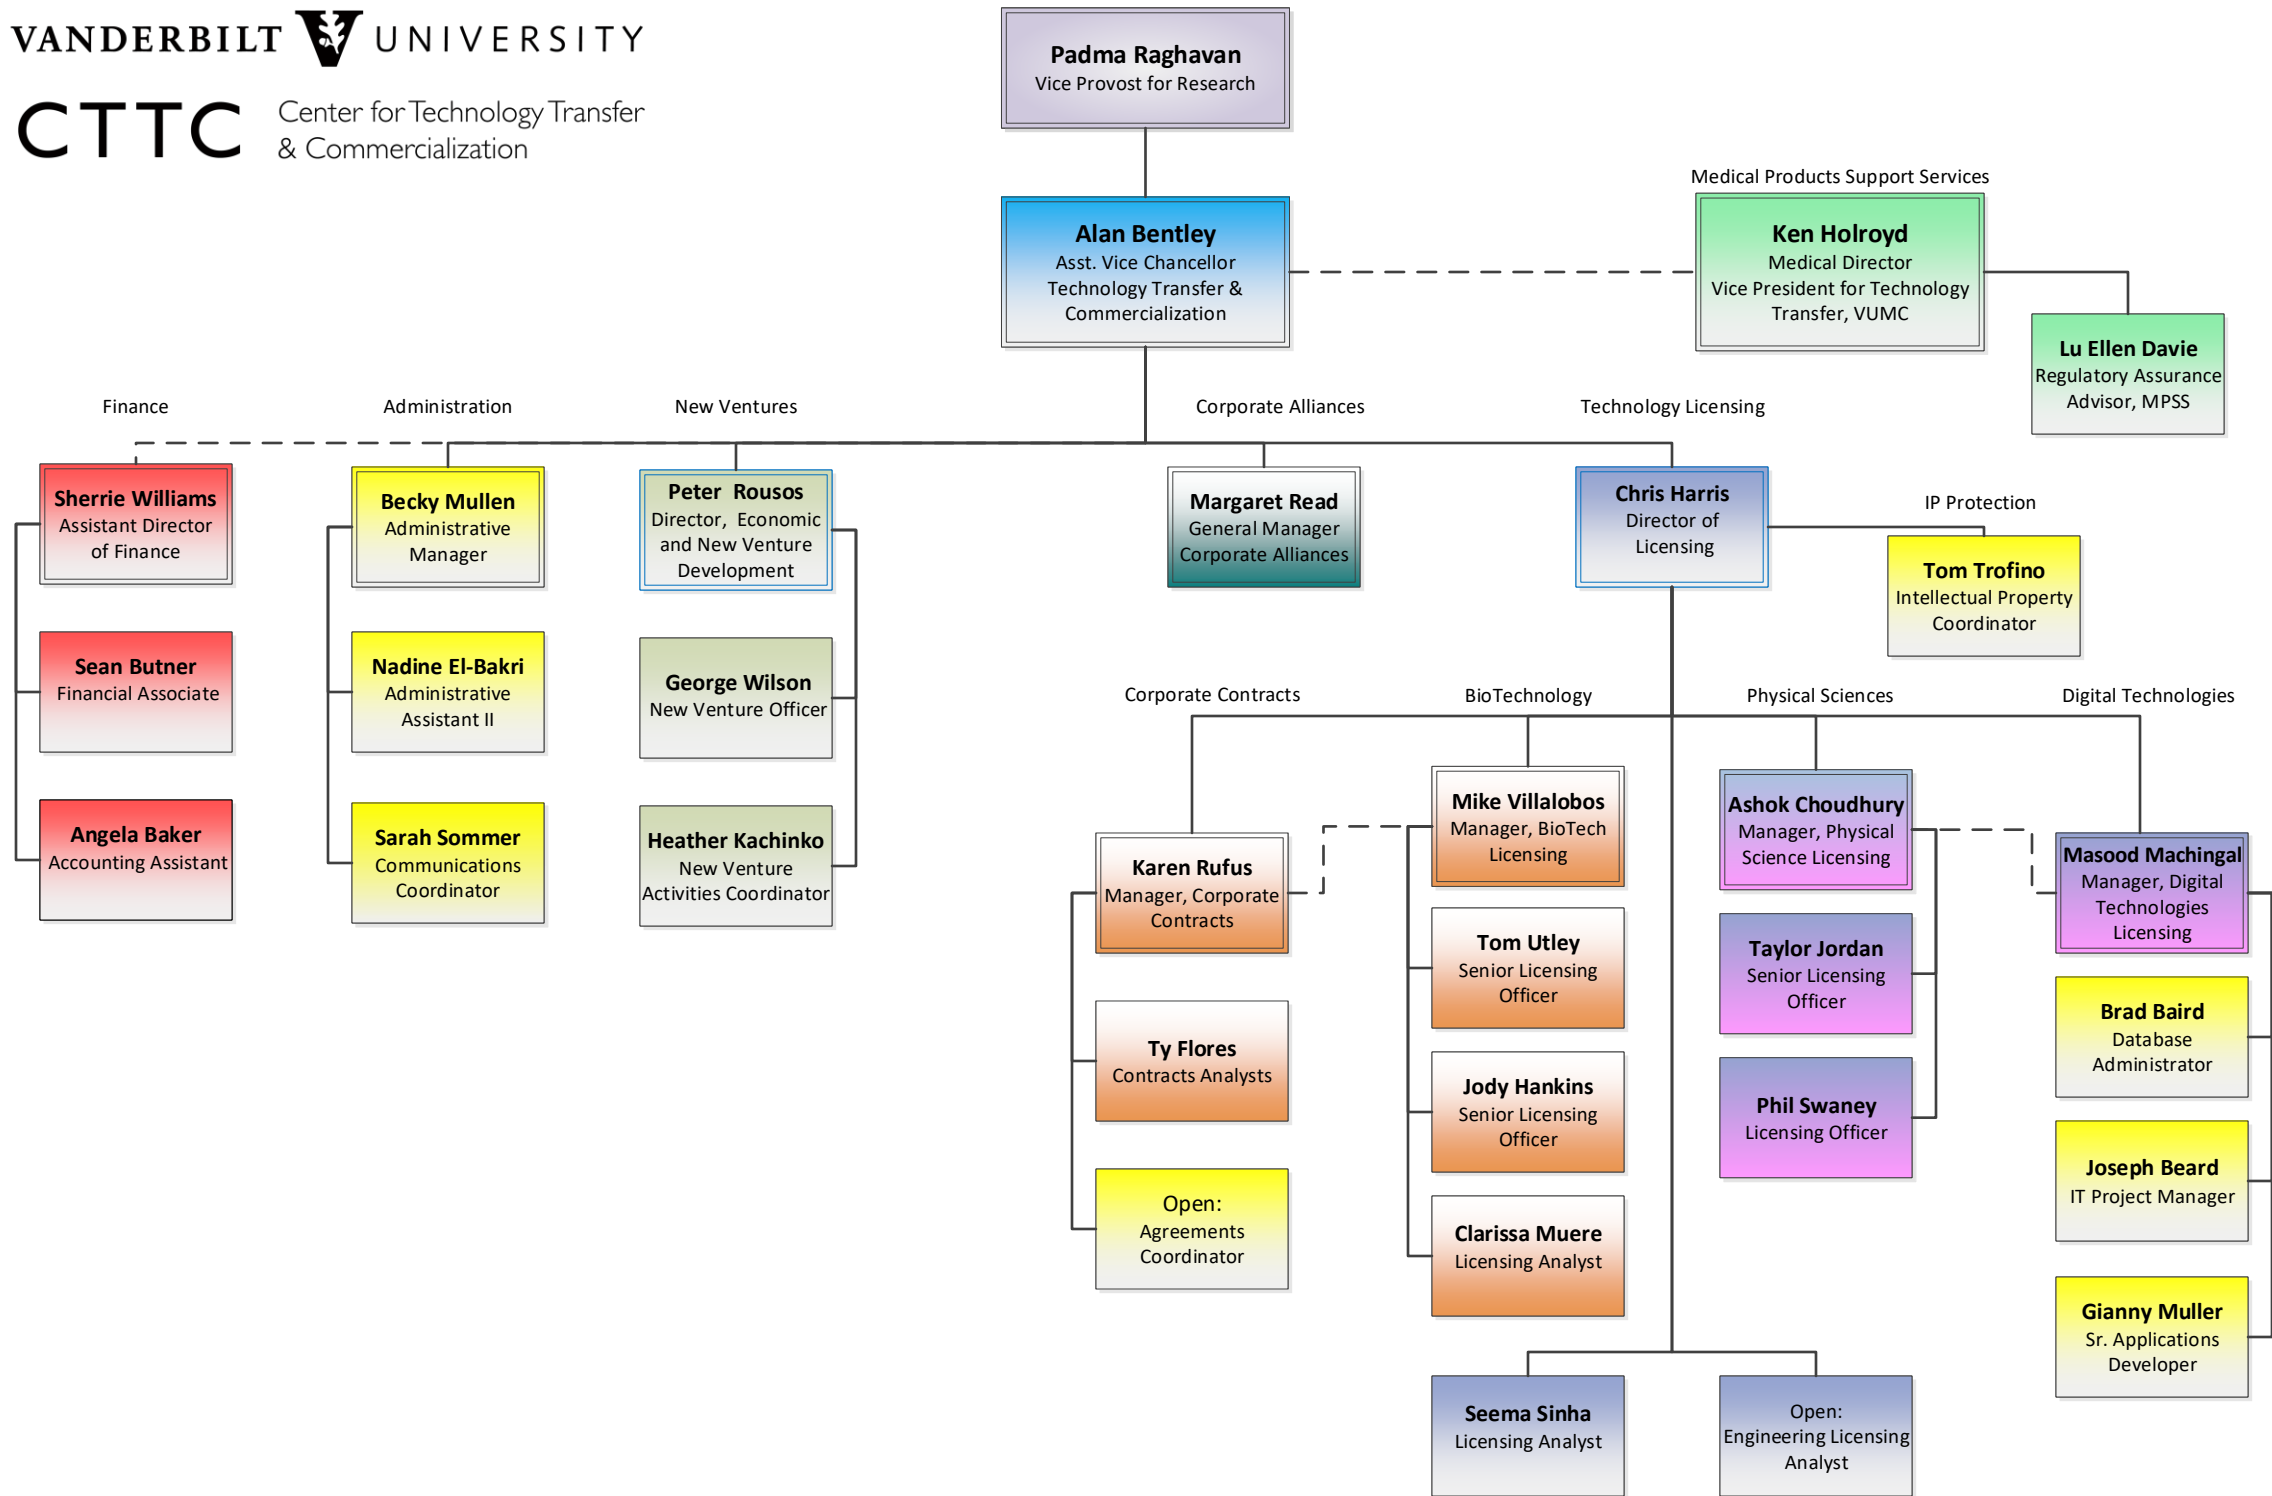 VANDERBILT V UNIVERSITY
CTTC
Center for Technology Transfer
& Commercialization
Padma Raghavan
Vice Provost for Research
Alan Bentley
Asst. Vice Chancellor
Technology Transfer &
Commercialization
Medical Products Support Services
Ken Holroyd
Medical Director
Vice President for Technology
Transfer, VUMC
Lu Ellen Davie
Regulatory Assurance
Advisor, MPSS
Finance
Administration
New Ventures
Corporate Alliances
Technology Licensing
Sherrie Williams
Assistant Director
of Finance
Sean Butner
Financial Associate
Angela Baker
Accounting Assistant
Becky Mullen
Administrative
Manager
Nadine El-Bakri
Administrative
Assistant II
Sarah Sommer
Communications
Coordinator
Peter  Rousos
Director,  Economic
and New Venture
Development
George Wilson
New Venture Officer
Heather Kachinko
New Venture
Activities Coordinator
Margaret Read
General Manager
Corporate Alliances
Chris Harris
Director of
Licensing
IP Protection
Tom Trofino
Intellectual Property
Coordinator
Corporate Contracts
BioTechnology
Physical Sciences
Digital Technologies
Karen Rufus
Manager, Corporate
Contracts
Ty Flores
Contracts Analysts
Open:
Agreements
Coordinator
Mike Villalobos
Manager, BioTech
Licensing
Tom Utley
Senior Licensing
Officer
Jody Hankins
Senior Licensing
Officer
Clarissa Muere
Licensing Analyst
Ashok Choudhury
Manager, Physical
Science Licensing
Taylor Jordan
Senior Licensing
Officer
Phil Swaney
Licensing Officer
Masood Machingal
Manager, Digital
Technologies
Licensing
Brad Baird
Database
Administrator
Joseph Beard
IT Project Manager
Gianny Muller
Sr. Applications
Developer
Seema Sinha
Licensing Analyst
Open:
Engineering Licensing
Analyst